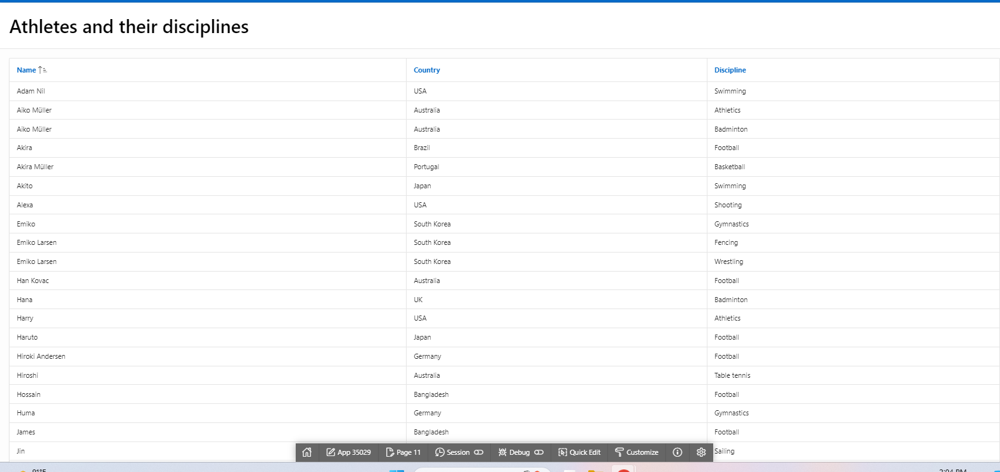 Athletes and their disciplines
Name Country Discipline
Adam Nil USA Swimming
Aiko Müller Australia Athletics
Aiko Müller Australia Badminton
Akira Brazil Football
Akira Müller Portugal Basketball
Akito Japan Swimming
Alexa USA Shooting
Emiko South Korea Gymnastics
Emiko Larsen South Korea Fencing
Emiko Larsen South Korea Wrestling
Han Kovac Australia Football
Hana UK Badminton
Harry USA Athletics
Haruto Japan Football
Hiroki Andersen Germany Football
Hiroshi Australia Table tennis
Hossain Bangladesh Football
Huma Germany Gymnastics
James Bangladesh Football
Jin Sailing
App 35029 Page 11 Session Debug Quick Edit Customize
91°F 2:04 PM